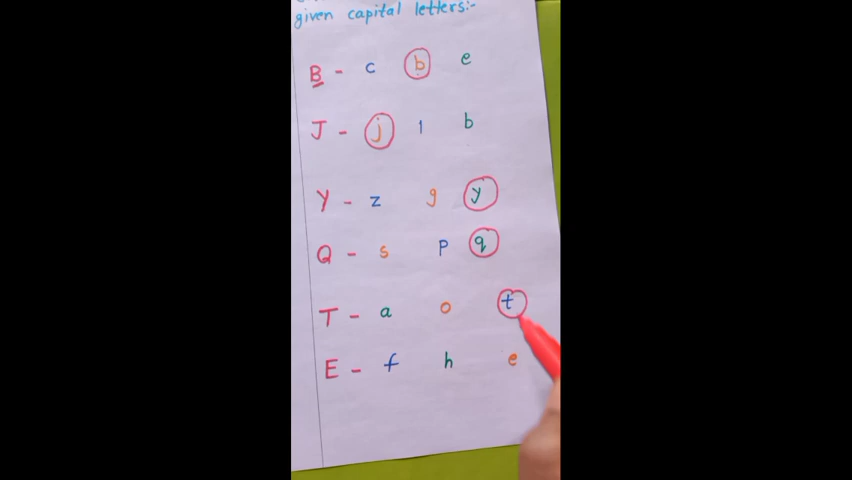 given capital letters:-
B - c b e
J - j l b
Y - z g y
Q - s p q
T - a o t
E - f h e